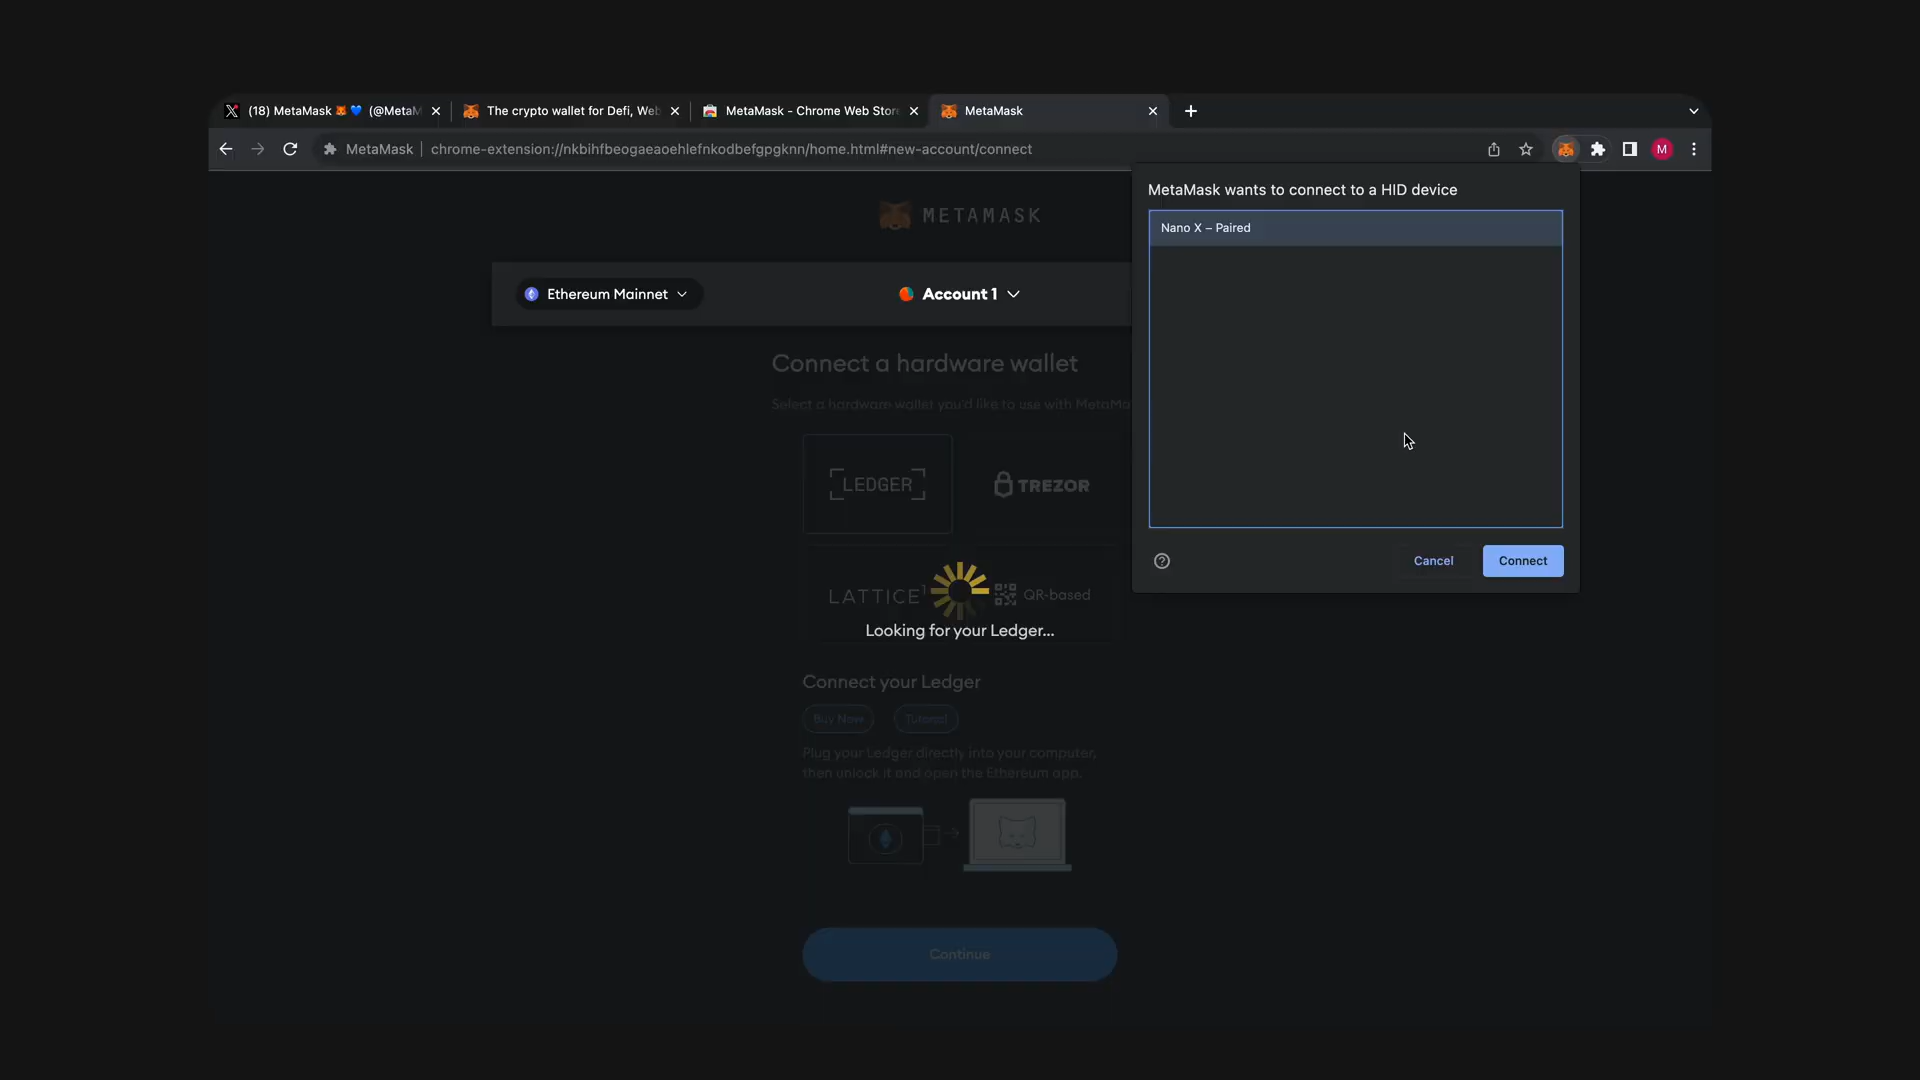 (18) MetaMask 🦊💙 (@MetaM
The crypto wallet for Defi, Web
MetaMask - Chrome Web Stor
MetaMask
MetaMask | chrome-extension://nkbihfbeogaeaoehlefnkodbefgpgknn/home.html#new-account/connect
M
MetaMask wants to connect to a HID device
Nano X – Paired
Cancel
Connect
METAMASK
Ethereum Mainnet
Account 1
Connect a hardware wallet
Select a hardware wallet you'd like to use with MetaMa
LEDGER
TREZOR
LATTICE1
QR-based
Looking for your Ledger...
Connect your Ledger
Buy Now
Tutorial
Plug your Ledger directly into your computer,
then unlock it and open the Ethereum app.
Continue